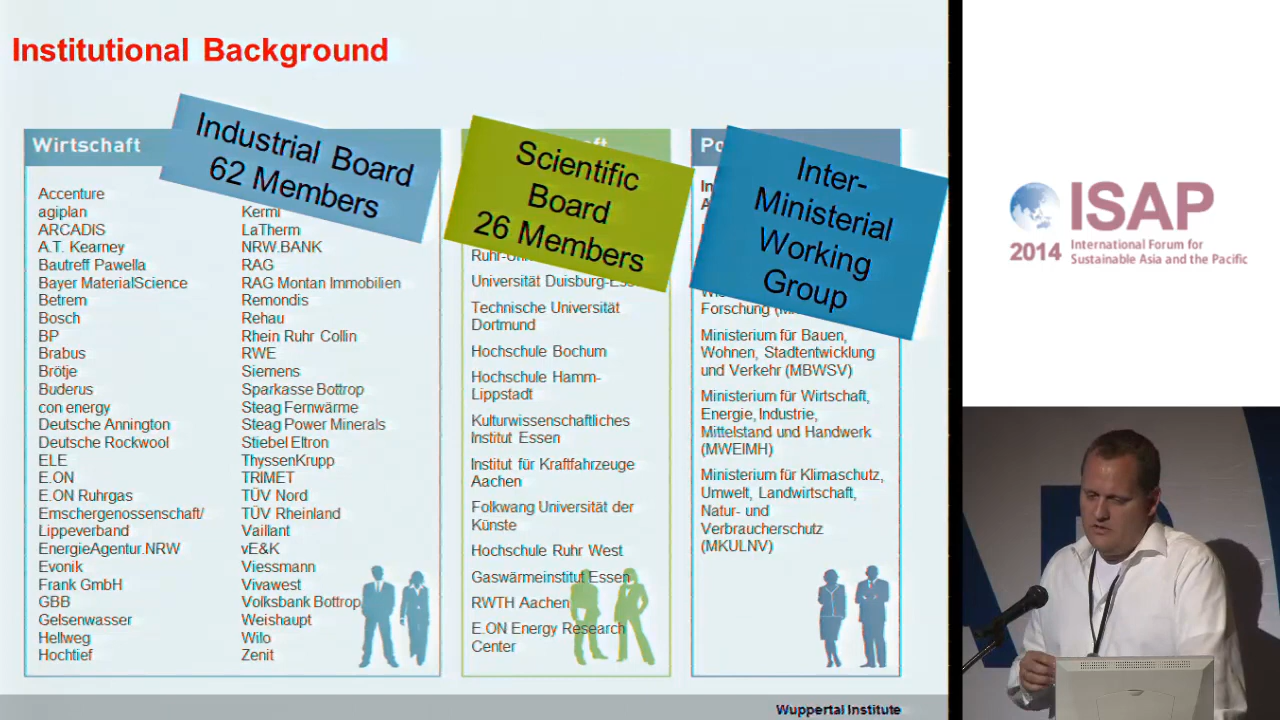 Institutional Background
Wirtschaft
Industrial Board
62 Members
Accenture
agiplan
ARCADIS
A.T. Kearney
Bautreff Pawella
Bayer MaterialScience
Betrem
Bosch
BP
Brabus
Brötje
Buderus
con energy
Deutsche Annington
Deutsche Rockwool
ELE
E.ON
E.ON Ruhrgas
Emschergenossenschaft/
Lippeverband
EnergieAgentur.NRW
Evonik
Frank GmbH
GBB
Gelsenwasser
Hellweg
Hochtief
Kermi
LaTherm
NRW.BANK
RAG
RAG Montan Immobilien
Remondis
Rehau
Rhein Ruhr Collin
RWE
Siemens
Sparkasse Bottrop
Steag Fernwärme
Steag Power Minerals
Stiebel Eltron
ThyssenKrupp
TRIMET
TÜV Nord
TÜV Rheinland
Vaillant
vE&K
Viessmann
Vivawest
Volksbank Bottrop
Weishaupt
Wilo
Zenit
Scientific
Board
26 Members
Universität
Technische Universität
Dortmund
Hochschule Bochum
Hochschule Hamm-
Lippstadt
Kulturwissenschaftliches
Institut Essen
Institut für Kraftfahrzeuge
Aachen
Folkwang Universität der
Künste
Hochschule Ruhr West
Gaswärmeinstitut Essen
RWTH Aachen
E.ON Energy Research
Center
Inter-
Ministerial
Working
Group
Forschung
Ministerium für Bauen,
Wohnen, Stadtentwicklung
und Verkehr (MBWSV)
Ministerium für Wirtschaft,
Energie, Industrie,
Mittelstand und Handwerk
(MWEIMH)
Ministerium für Klimaschutz,
Umwelt, Landwirtschaft,
Natur- und
Verbraucherschutz
(MKULNV)
Wuppertal Institute
ISAP
2014
International Forum for
Sustainable Asia and the Pacific